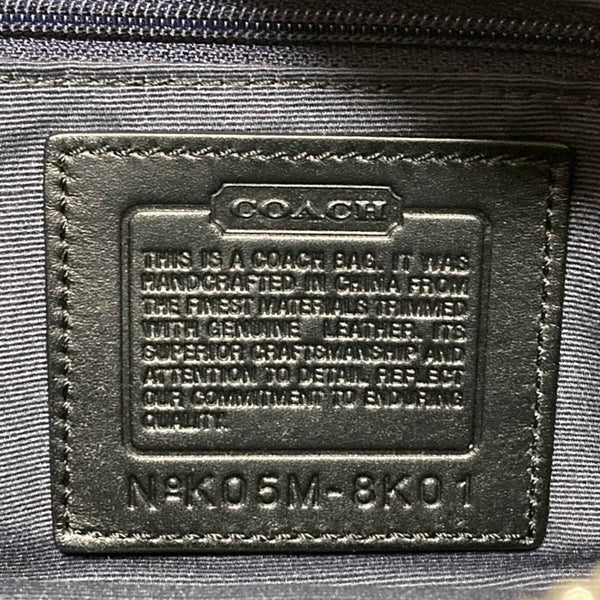 COACH
THIS IS A COACH BAG. IT WAS
HANDCRAFTED IN CHINA FROM
THE FINEST MATERIALS TRIMMED
WITH GENUINE LEATHER. ITS
SUPERIOR CRAFTSMANSHIP AND
ATTENTION TO DETAIL REFLECT
OUR COMMITMENT TO ENDURING
QUALITY.
NºK05M-8K01